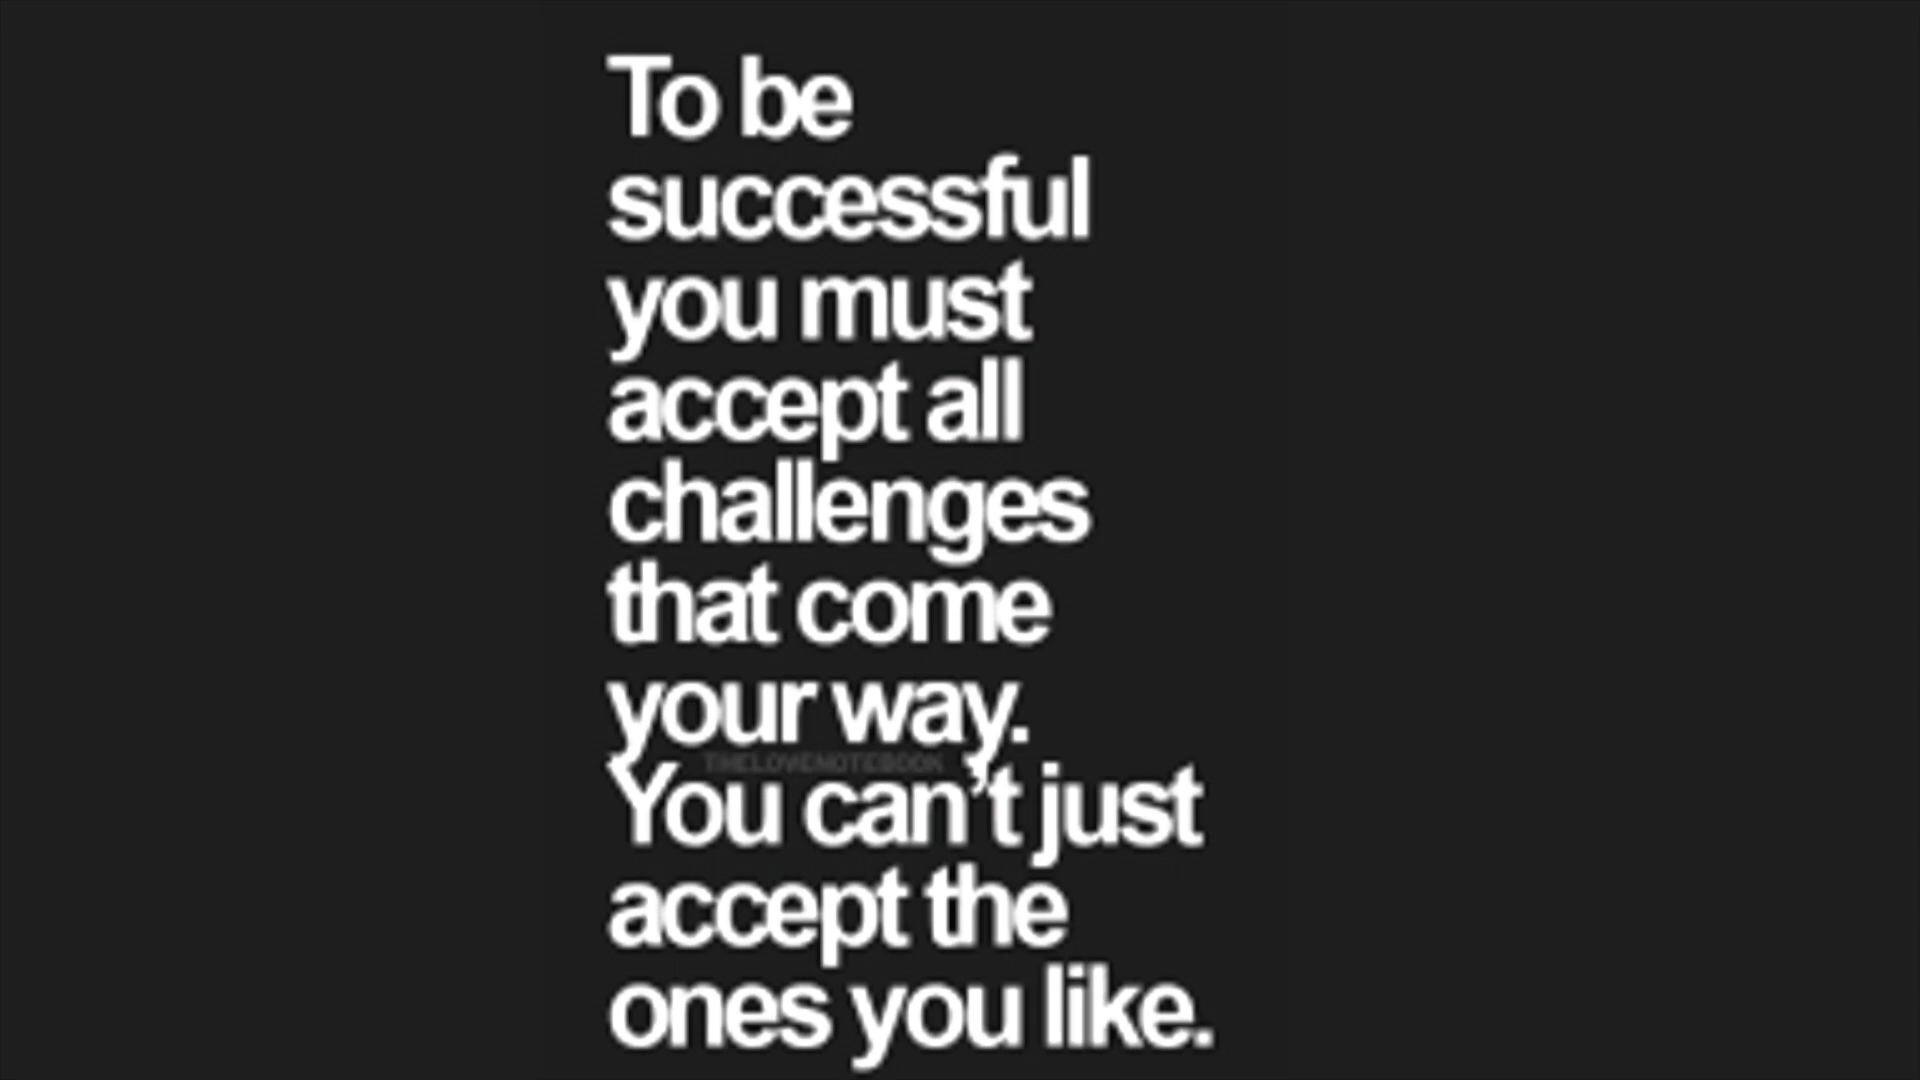 To be
successful
you must
accept all
challenges
that come
your way.
THELOVENOTEBOOK
You can’t just
accept the
ones you like.